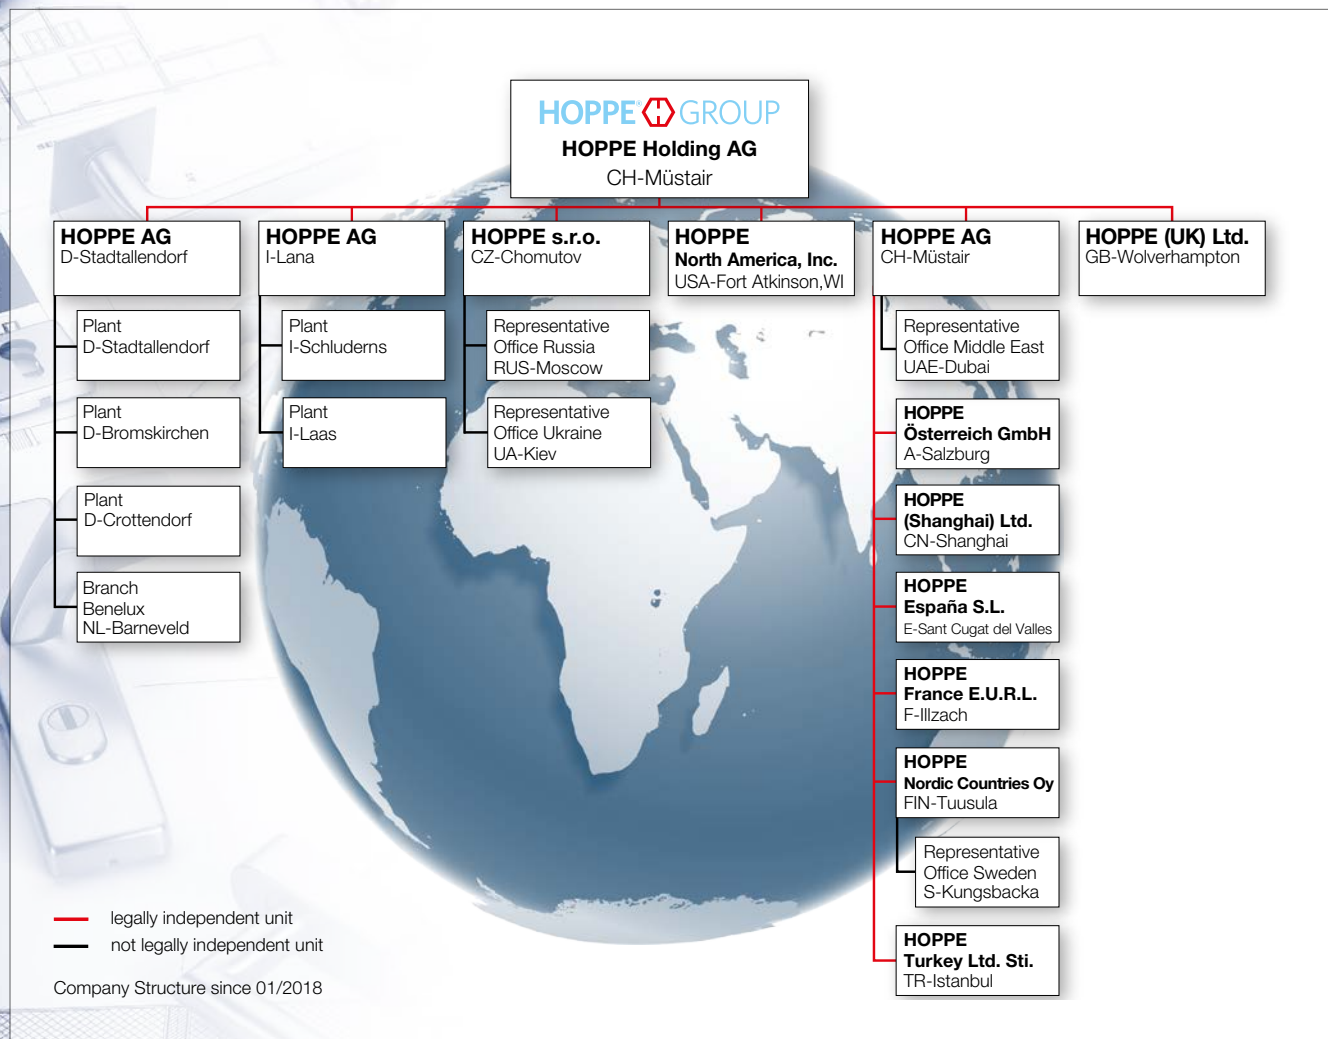 HOPPE® GROUP
HOPPE Holding AG
CH-Müstair
HOPPE AG
D-Stadtallendorf
Plant
D-Stadtallendorf
Plant
D-Bromskirchen
Plant
D-Crottendorf
Branch
Benelux
NL-Barneveld
HOPPE AG
I-Lana
Plant
I-Schluderns
Plant
I-Laas
HOPPE s.r.o.
CZ-Chomutov
Representative
Office Russia
RUS-Moscow
Representative
Office Ukraine
UA-Kiev
HOPPE
North America, Inc.
USA-Fort Atkinson,WI
HOPPE AG
CH-Müstair
Representative
Office Middle East
UAE-Dubai
HOPPE
Österreich GmbH
A-Salzburg
HOPPE
(Shanghai) Ltd.
CN-Shanghai
HOPPE
España S.L.
E-Sant Cugat del Valles
HOPPE
France E.U.R.L.
F-Illzach
HOPPE
Nordic Countries Oy
FIN-Tuusula
Representative
Office Sweden
S-Kungsbacka
HOPPE
Turkey Ltd. Sti.
TR-Istanbul
HOPPE (UK) Ltd.
GB-Wolverhampton
legally independent unit
not legally independent unit
Company Structure since 01/2018